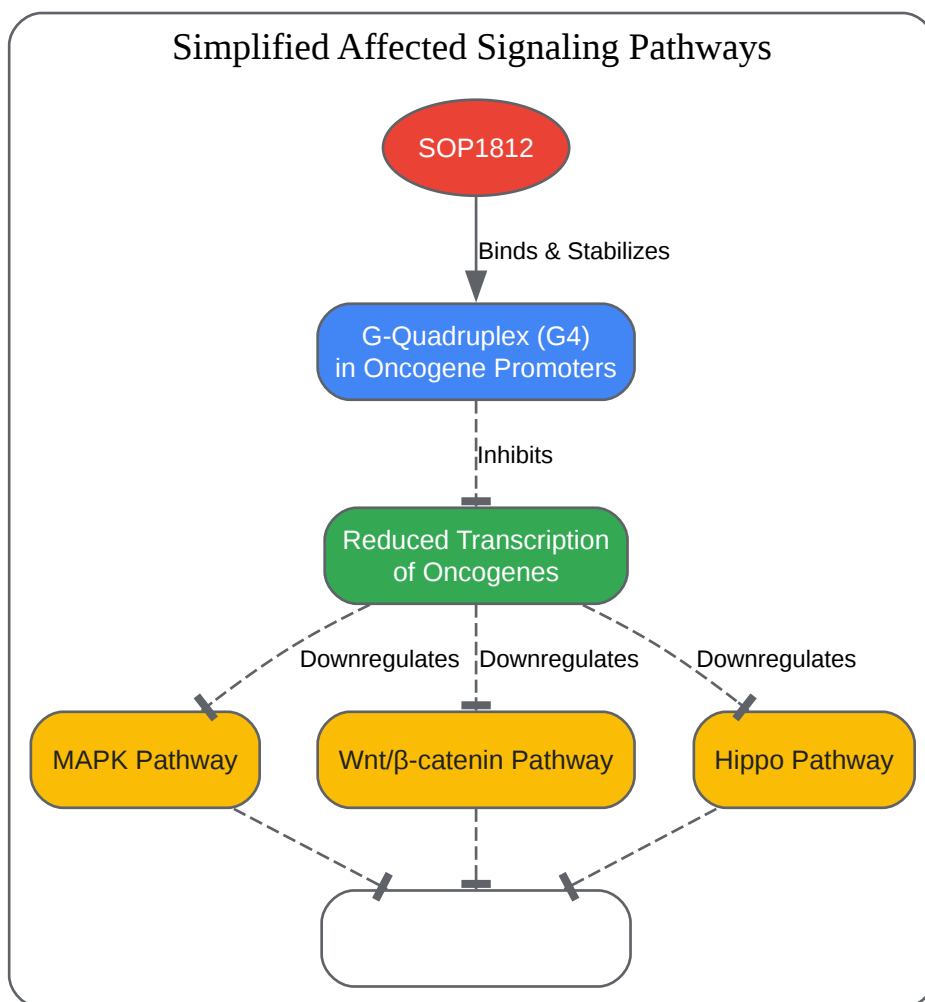 Simplified Affected Signaling Pathways
SOP1812
Binds & Stabilizes
G-Quadruplex (G4)
in Oncogene Promoters
Inhibits
Reduced Transcription
of Oncogenes
Downregulates
Downregulates
Downregulates
MAPK Pathway
Wnt/β-catenin Pathway
Hippo Pathway